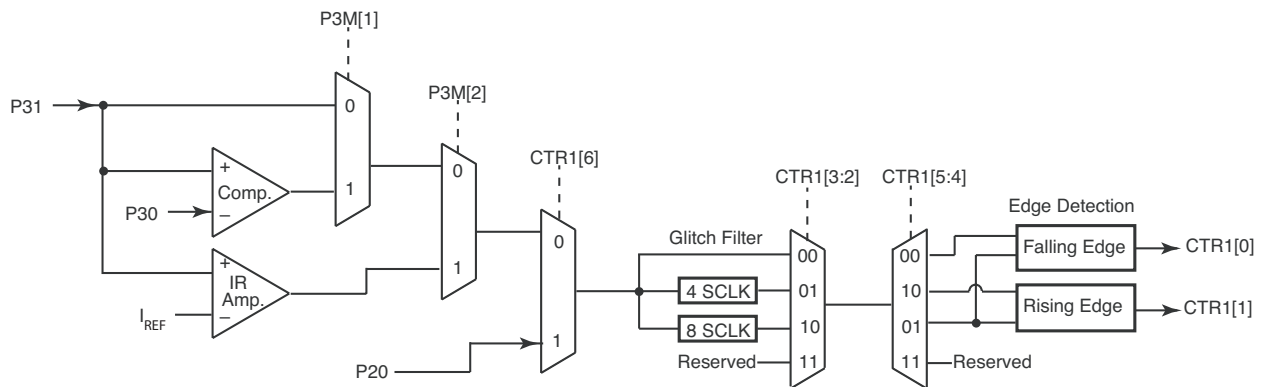 P3M[1]
P3M[2]
P31
0
CTR1[6]
+
Comp.
–
1
0
P30
CTR1[3:2]
CTR1[5:4]
Edge Detection
0
Glitch Filter
00
00
Falling Edge
CTR1[0]
+
IR
Amp.
–
1
4 SCLK
01
10
Rising Edge
CTR1[1]
IREF
8 SCLK
10
01
1
Reserved
11
11
Reserved
P20